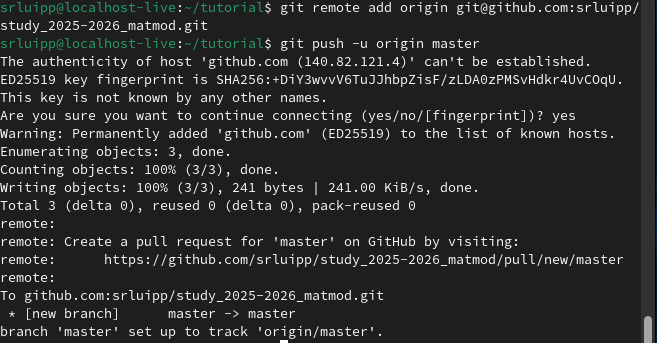 srluipp@localhost-live:~/tutorial$ git remote add origin git@github.com:srluipp/
study_2025-2026_matmod.git
srluipp@localhost-live:~/tutorial$ git push -u origin master
The authenticity of host 'github.com (140.82.121.4)' can't be established.
ED25519 key fingerprint is SHA256:+DiY3wvvV6TuJJhbpZisF/zLDA0zPMSvHdkr4UvCOqU.
This key is not known by any other names.
Are you sure you want to continue connecting (yes/no/[fingerprint])? yes
Warning: Permanently added 'github.com' (ED25519) to the list of known hosts.
Enumerating objects: 3, done.
Counting objects: 100% (3/3), done.
Writing objects: 100% (3/3), 241 bytes | 241.00 KiB/s, done.
Total 3 (delta 0), reused 0 (delta 0), pack-reused 0
remote:
remote: Create a pull request for 'master' on GitHub by visiting:
remote:      https://github.com/srluipp/study_2025-2026_matmod/pull/new/master
remote:
To github.com:srluipp/study_2025-2026_matmod.git
 * [new branch]      master -> master
branch 'master' set up to track 'origin/master'.